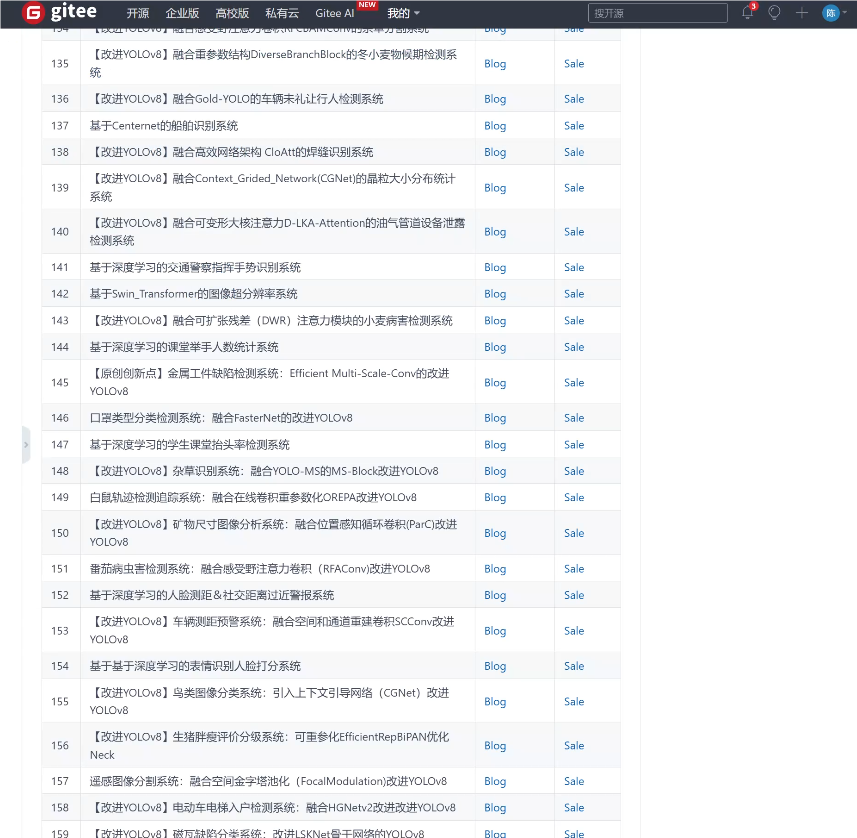 gitee 开源 企业版 高校版 私有云 Gitee AI NEW 我的 搜开源 3 陈
134 【改进YOLOv8】融合感受野注意力卷积RFCBAMConv的杂草分割系统 Blog Sale
135 【改进YOLOv8】融合重参数结构DiverseBranchBlock的冬小麦物候期检测系
统 Blog Sale
136 【改进YOLOv8】融合Gold-YOLO的车辆未礼让行人检测系统 Blog Sale
137 基于Centernet的船舶识别系统 Blog Sale
138 【改进YOLOv8】融合高效网络架构 CloAtt的焊缝识别系统 Blog Sale
139 【改进YOLOv8】融合Context_Grided_Network(CGNet)的晶粒大小分布统计
系统 Blog Sale
140 【改进YOLOv8】融合可变形大核注意力D-LKA-Attention的油气管道设备泄露
检测系统 Blog Sale
141 基于深度学习的交通警察指挥手势识别系统 Blog Sale
142 基于Swin_Transformer的图像超分辨率系统 Blog Sale
143 【改进YOLOv8】融合可扩张残差（DWR）注意力模块的小麦病害检测系统 Blog Sale
144 基于深度学习的课堂举手人数统计系统 Blog Sale
145 【原创创新点】金属工件缺陷检测系统：Efficient Multi-Scale-Conv的改进
YOLOv8 Blog Sale
146 口罩类型分类检测系统：融合FasterNet的改进YOLOv8 Blog Sale
147 基于深度学习的学生课堂抬头率检测系统 Blog Sale
148 【改进YOLOv8】杂草识别系统：融合YOLO-MS的MS-Block改进YOLOv8 Blog Sale
149 白鼠轨迹检测追踪系统：融合在线卷积重参数化OREPA改进YOLOv8 Blog Sale
150 【改进YOLOv8】矿物尺寸图像分析系统：融合位置感知循环卷积(ParC)改进
YOLOv8 Blog Sale
151 番茄病虫害检测系统：融合感受野注意力卷积（RFAConv)改进YOLOv8 Blog Sale
152 基于深度学习的人脸测距＆社交距离过近警报系统 Blog Sale
153 【改进YOLOv8】车辆测距预警系统：融合空间和通道重建卷积SCConv改进
YOLOv8 Blog Sale
154 基于基于深度学习的表情识别人脸打分系统 Blog Sale
155 【改进YOLOv8】鸟类图像分类系统：引入上下文引导网络（CGNet）改进
YOLOv8 Blog Sale
156 【改进YOLOv8】生猪胖瘦评价分级系统：可重参化EfficientRepBiPAN优化
Neck Blog Sale
157 遥感图像分割系统：融合空间金字塔池化（FocalModulation)改进YOLOv8 Blog Sale
158 【改进YOLOv8】电动车电梯入户检测系统：融合HGNetv2改进改进YOLOv8 Blog Sale
159 【改进YOLOv8】磁瓦缺陷分类系统：改进LSKNet骨干网络的YOLOv8 Blog Sale